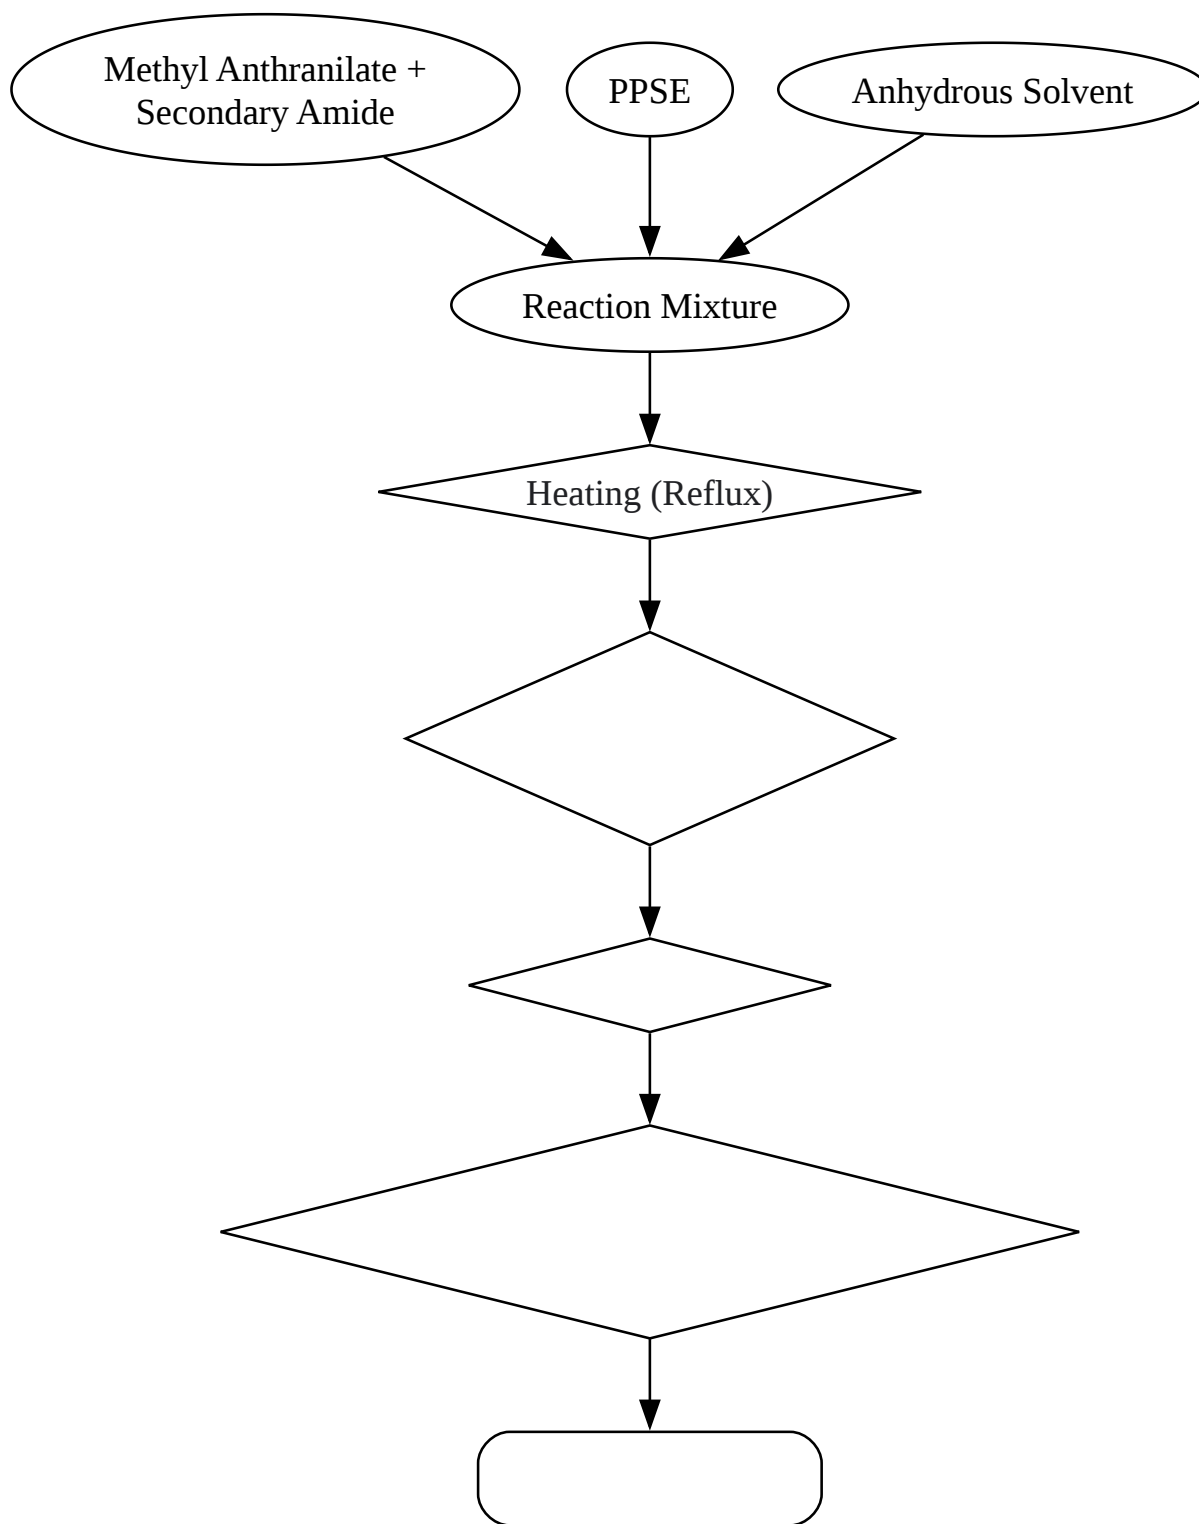 Methyl Anthranilate +
Secondary Amide
PPSE
Anhydrous Solvent
Reaction Mixture
Heating (Reflux)